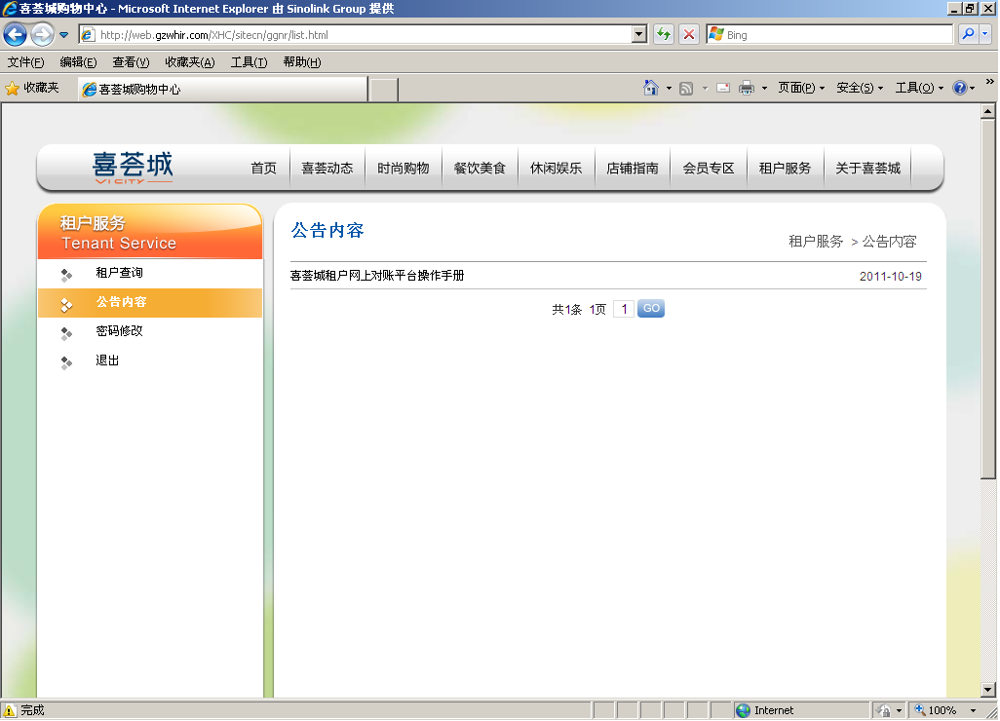 喜荟城购物中心 - Microsoft Internet Explorer 由 Sinolink Group 提供
http://web.gzwhir.com/XHC/sitecn/ggnr/list.html
Bing
文件(F) 编辑(E) 查看(V) 收藏夹(A) 工具(T) 帮助(H)
收藏夹 喜荟城购物中心 页面(P) 安全(S) 工具(O) »
喜荟城
VI CITY
首页 喜荟动态 时尚购物 餐饮美食 休闲娱乐 店铺指南 会员专区 租户服务 关于喜荟城
租户服务
Tenant Service
租户查询
公告内容
密码修改
退出
公告内容
租户服务 > 公告内容
喜荟城租户网上对账平台操作手册 2011-10-19
共1条 1页 1 GO
完成 Internet 100%